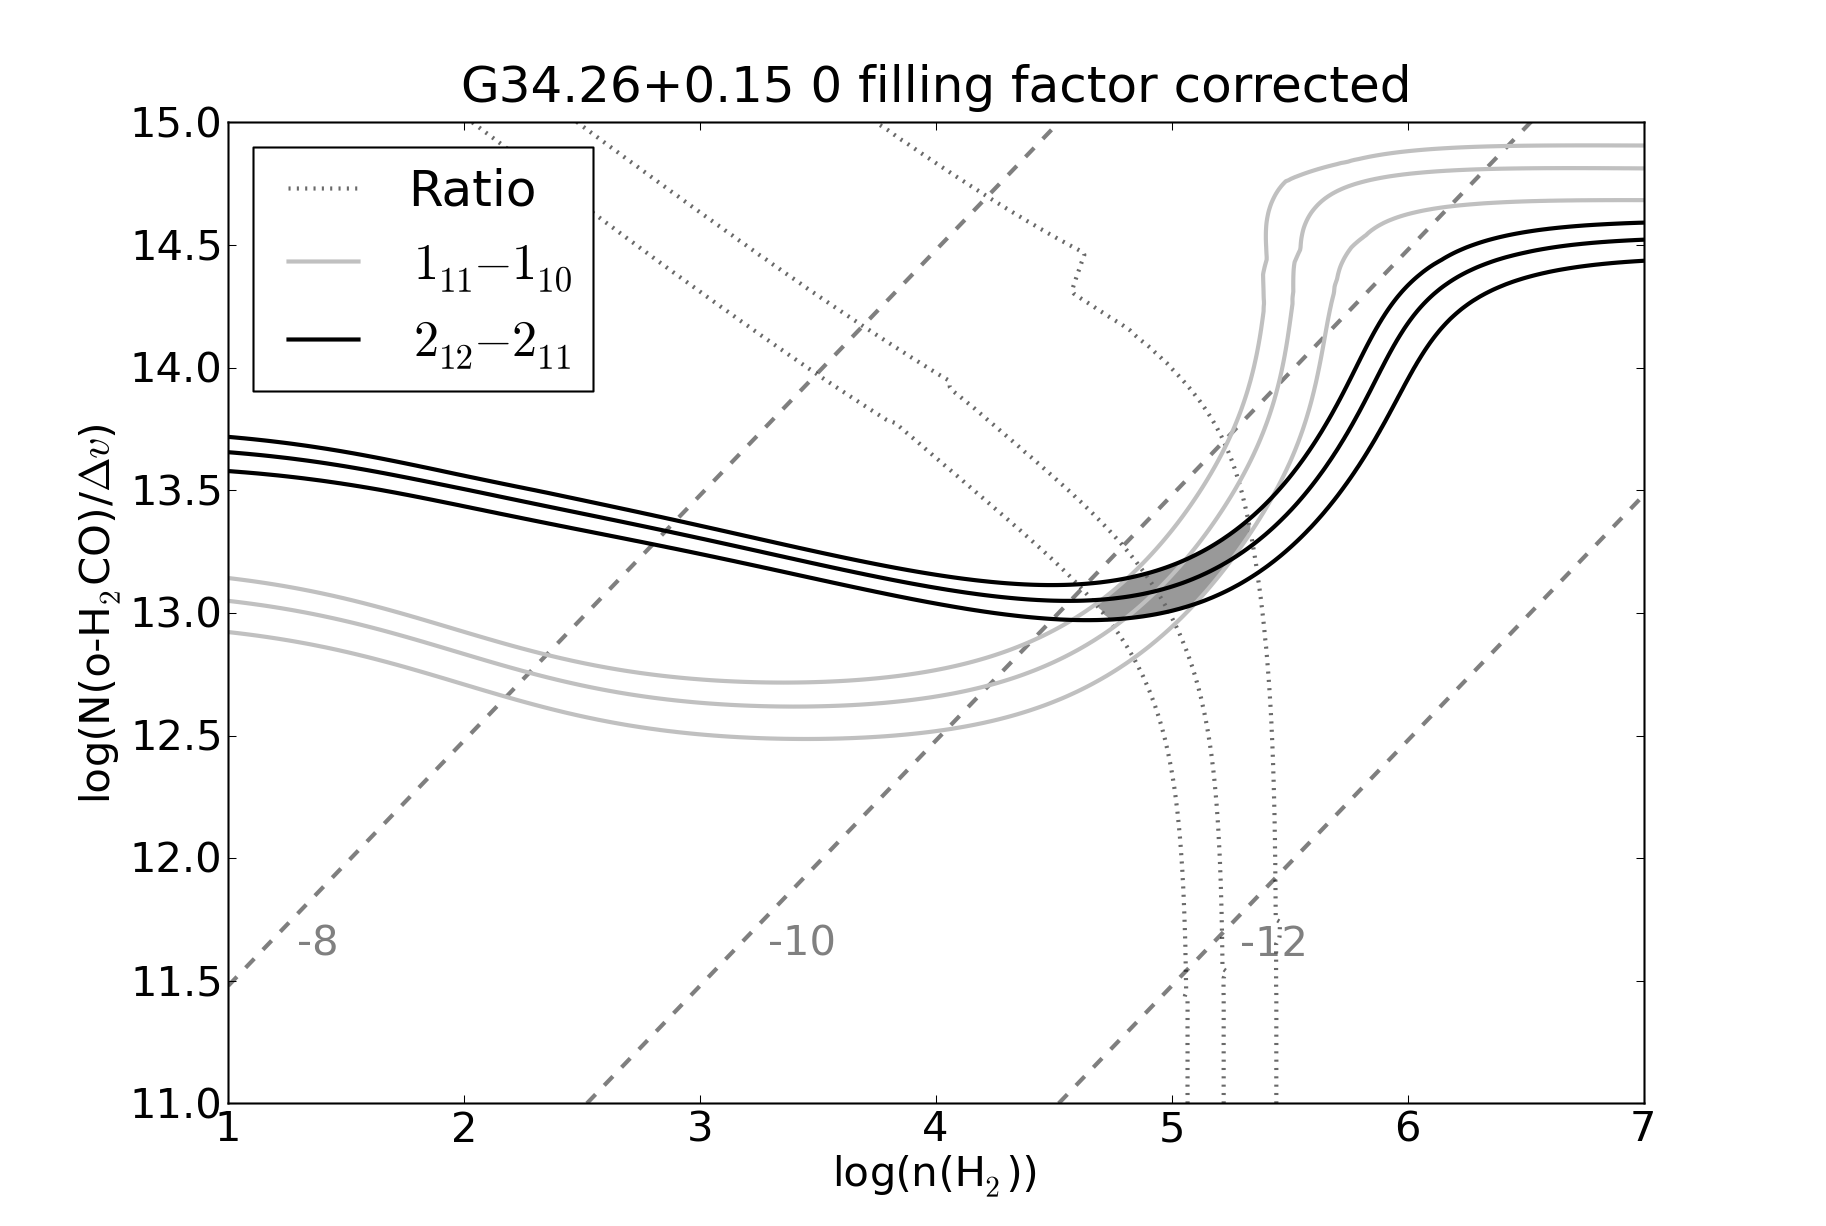 G34.26+0.15 0 filling factor corrected
15.0
14.5
14.0
13.5
13.0
12.5
12.0
11.5
11.0
log(N(o-H₂CO)/Δv)
Ratio
1₁₁−1₁₀
2₁₂−2₁₁
-8
-10
-12
1 2 3 4 5 6 7
log(n(H₂))